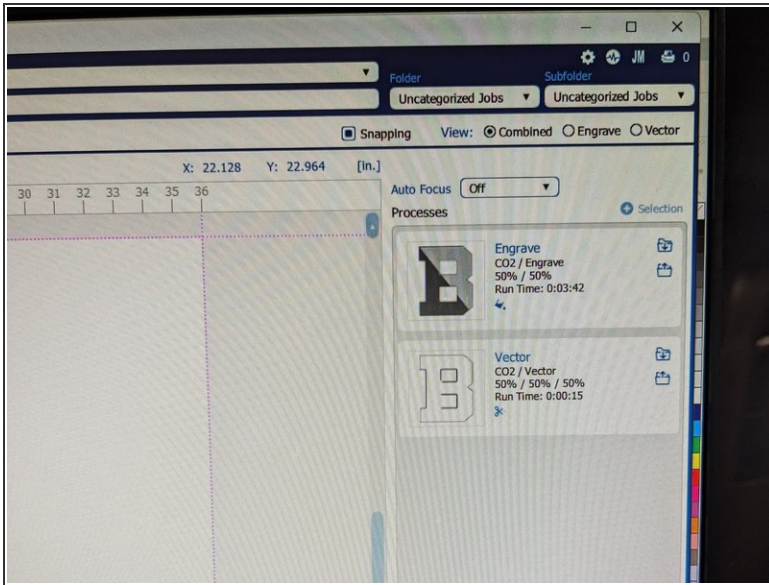 JM 0
Folder Subfolder
Uncategorized Jobs Uncategorized Jobs
Snapping View: Combined Engrave Vector
X: 22.128 Y: 22.964 [in.]
30 31 32 33 34 35 36
Auto Focus Off
Processes Selection
Engrave
CO2 / Engrave
50% / 50%
Run Time: 0:03:42
Vector
CO2 / Vector
50% / 50% / 50%
Run Time: 0:00:15
B
B